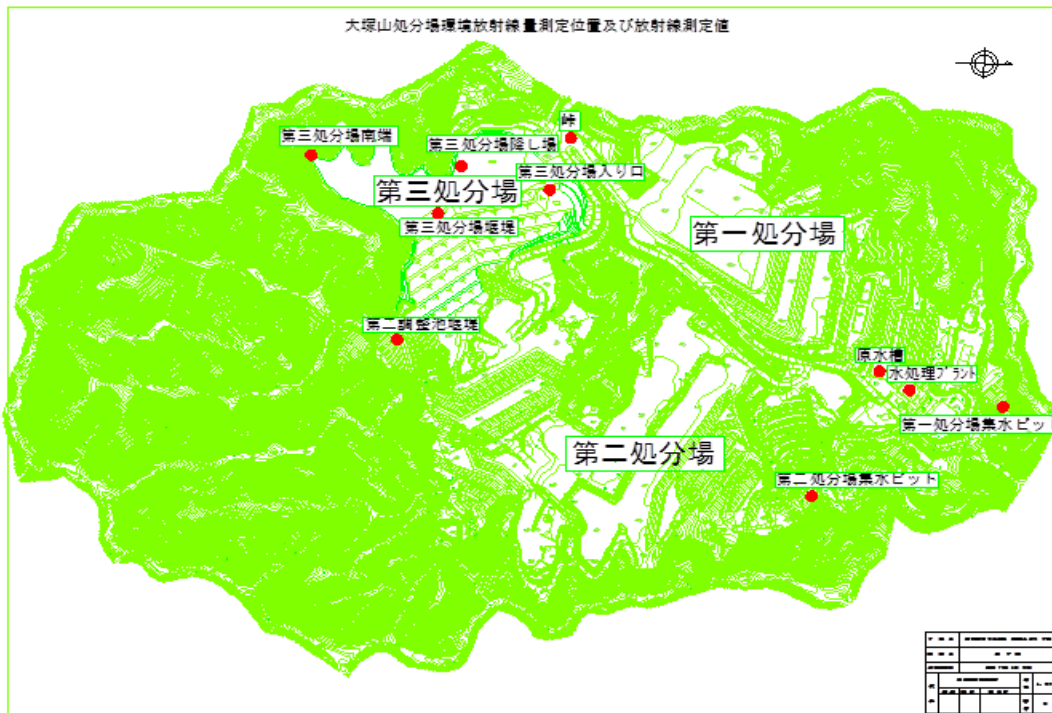 大塚山処分場環境放射線量測定位置及び放射線測定値
峠
第三処分場南端
第三処分場降し場
第三処分場入り口
第三処分場
第三処分場堰堤
第一処分場
第二調整池堰堤
原水槽
水処理プラント
第一処分場集水ピット
第二処分場
第二処分場集水ピット